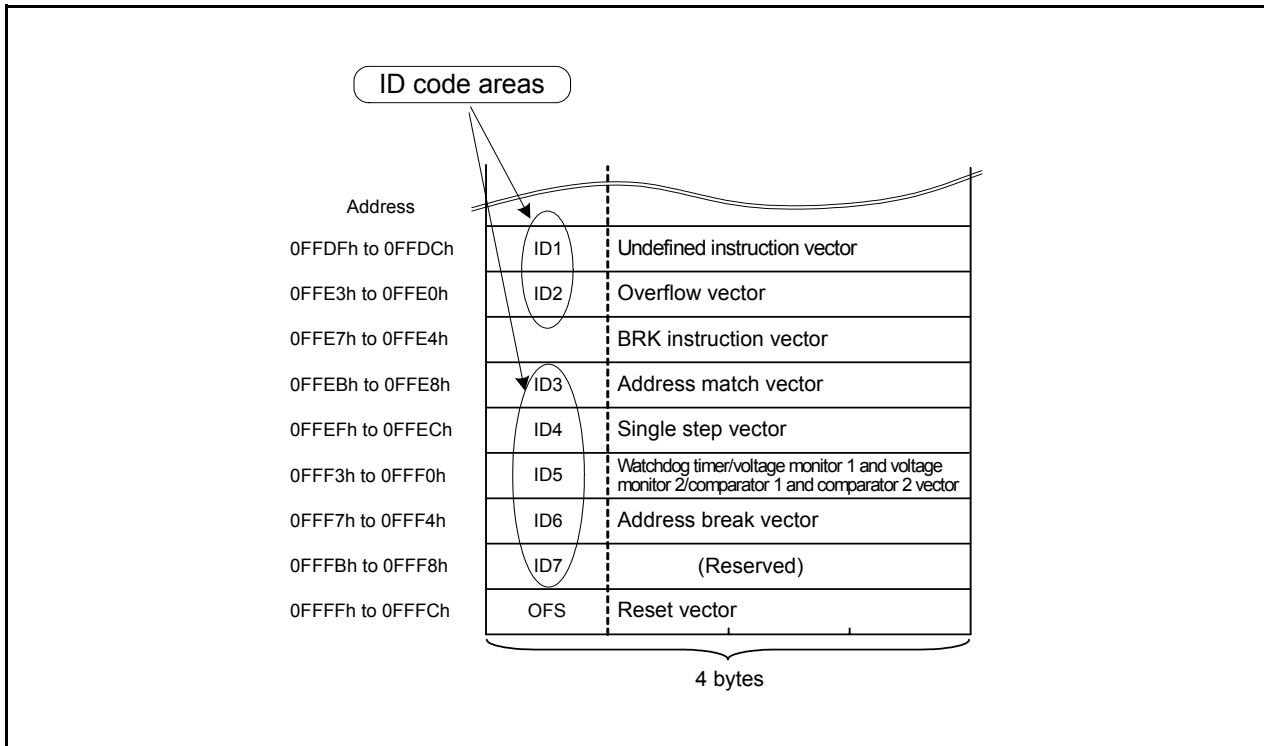 ID code areas
Address
0FFDFh to 0FFDCh ID1 Undefined instruction vector
0FFE3h to 0FFE0h ID2 Overflow vector
0FFE7h to 0FFE4h BRK instruction vector
0FFEBh to 0FFE8h ID3 Address match vector
0FFEFh to 0FFECh ID4 Single step vector
0FFF3h to 0FFF0h ID5 Watchdog timer/voltage monitor 1 and voltage
monitor 2/comparator 1 and comparator 2 vector
0FFF7h to 0FFF4h ID6 Address break vector
0FFFBh to 0FFF8h ID7 (Reserved)
0FFFFh to 0FFFCh OFS Reset vector
4 bytes